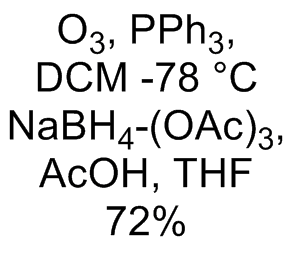 O₃, PPh₃,
DCM -78 °C
NaBH₄-(OAc)₃,
AcOH, THF
72%